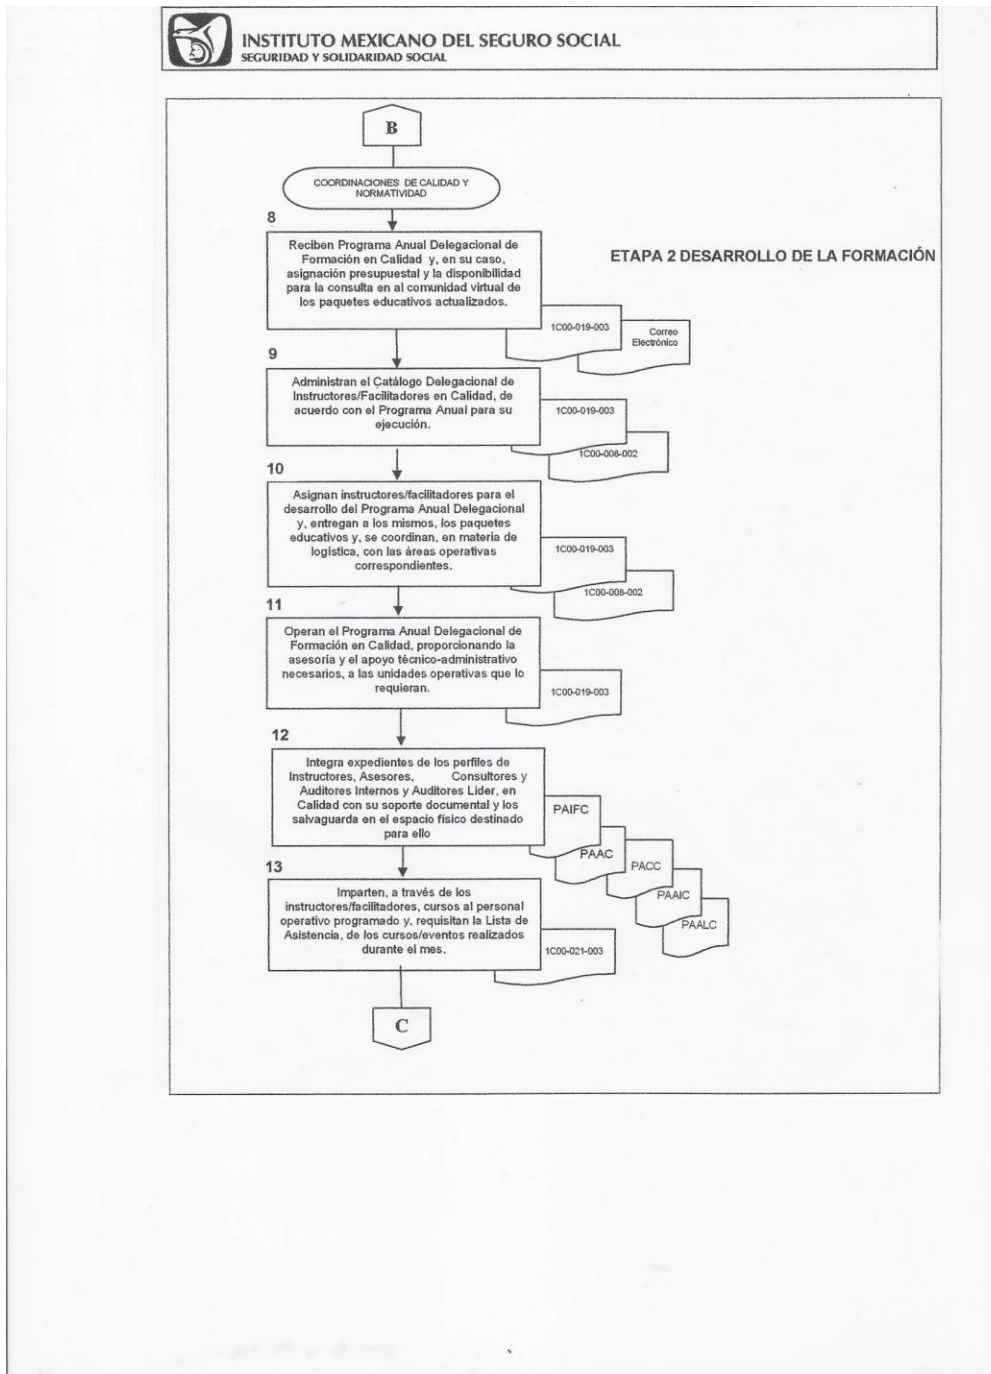 INSTITUTO MEXICANO DEL SEGURO SOCIAL
SEGURIDAD Y SOLIDARIDAD SOCIAL
B
COORDINACIONES DE CALIDAD Y
NORMATIVIDAD
8
Reciben Programa Anual Delegacional de
Formación en Calidad y, en su caso,
asignación presupuestal y la disponibilidad
para la consulta en al comunidad virtual de
los paquetes educativos actualizados.
ETAPA 2 DESARROLLO DE LA FORMACIÓN
1C00-019-003
Correo
Electrónico
9
Administran el Catálogo Delegacional de
Instructores/Facilitadores en Calidad, de
acuerdo con el Programa Anual para su
ejecución.
1C00-019-003
1C00-008-002
10
Asignan instructores/facilitadores para el
desarrollo del Programa Anual Delegacional
y, entregan a los mismos, los paquetes
educativos y, se coordinan, en materia de
logística, con las áreas operativas
correspondientes.
1C00-019-003
1C00-008-002
11
Operan el Programa Anual Delegacional de
Formación en Calidad, proporcionando la
asesoría y el apoyo técnico-administrativo
necesarios, a las unidades operativas que lo
requieran.
1C00-019-003
12
Integra expedientes de los perfiles de
Instructores, Asesores, Consultores y
Auditores Internos y Auditores Líder, en
Calidad con su soporte documental y los
salvaguarda en el espacio físico destinado
para ello
PAIFC
PAAC
PACC
PAAIC
PAALC
13
Imparten, a través de los
instructores/facilitadores, cursos al personal
operativo programado y, requisitan la Lista de
Asistencia, de los cursos/eventos realizados
durante el mes.
1C00-021-003
C